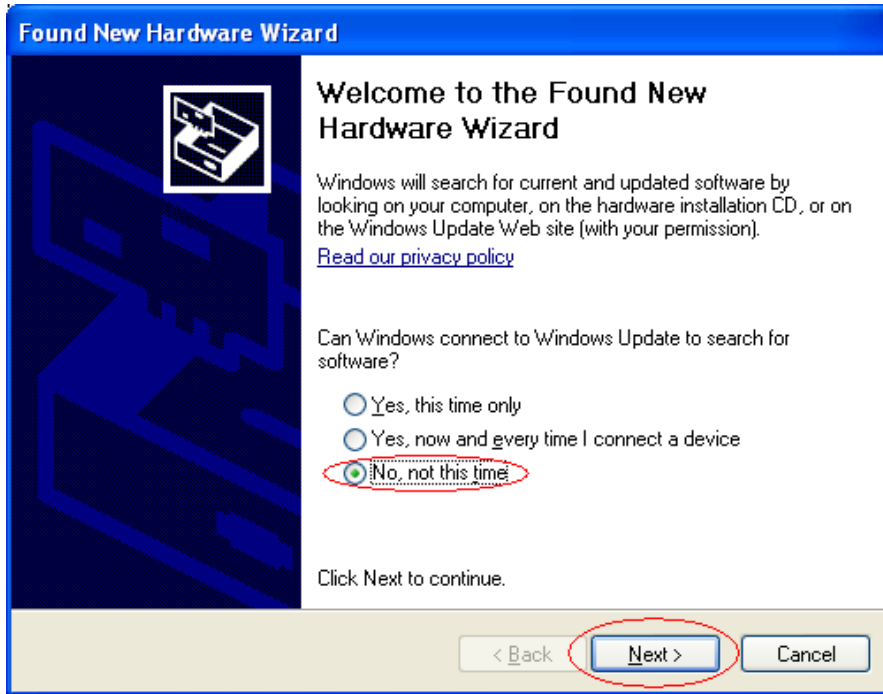 Found New Hardware Wizard
Welcome to the Found New
Hardware Wizard
Windows will search for current and updated software by
looking on your computer, on the hardware installation CD, or on
the Windows Update Web site (with your permission).
Read our privacy policy
Can Windows connect to Windows Update to search for
software?
Yes, this time only
Yes, now and every time I connect a device
No, not this time
Click Next to continue.
< Back
Next >
Cancel